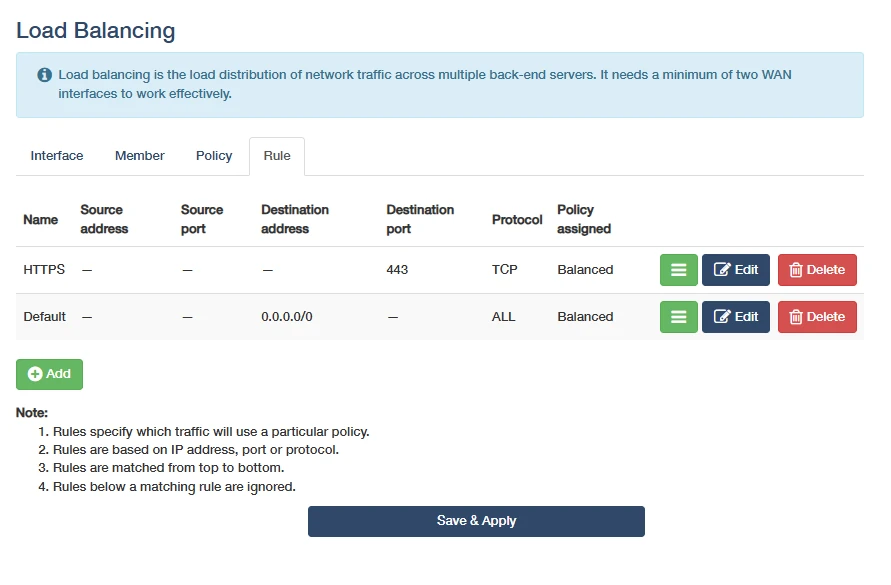 Load Balancing
Load balancing is the load distribution of network traffic across multiple back-end servers. It needs a minimum of two WAN
interfaces to work effectively.
Interface Member Policy Rule
Name Source address Source port Destination address Destination port Protocol Policy assigned
HTTPS — — — 443 TCP Balanced Edit Delete
Default — — 0.0.0.0/0 — ALL Balanced Edit Delete
Add
Note:
1. Rules specify which traffic will use a particular policy.
2. Rules are based on IP address, port or protocol.
3. Rules are matched from top to bottom.
4. Rules below a matching rule are ignored.
Save & Apply